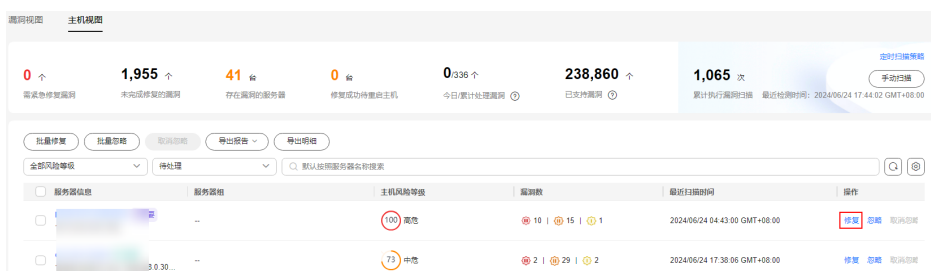 漏洞视图 主机视图
定时扫描策略
0 个 1,955 个 41 台 0 台 0/336 个 238,860 个 1,065 次 手动扫描
需紧急修复漏洞 未完成修复的漏洞 存在漏洞的服务器 修复成功待重启主机 今日/累计处理漏洞 已支持漏洞 累计执行漏洞扫描 最近检测时间: 2024/06/24 17:44:02 GMT+08:00
批量修复 批量忽略 取消忽略 导出报告 导出明细
全部风险等级 待处理 默认按照服务器名称搜索
服务器信息 服务器组 主机风险等级 漏洞数 最近扫描时间 操作
-- 100 高危 10 | 15 | 1 2024/06/24 04:43:00 GMT+08:00 修复 忽略 取消忽略
3.0.30... -- 73 中危 2 | 29 | 2 2024/06/24 17:38:06 GMT+08:00 修复 忽略 取消忽略